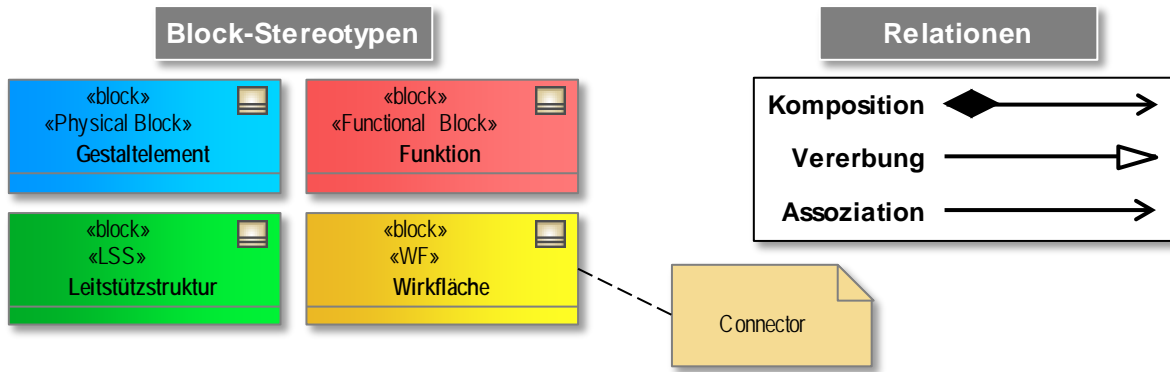 Block-Stereotypen
«block»
«Physical Block»
Gestaltelement
«block»
«Functional Block»
Funktion
«block»
«LSS»
Leitstützstruktur
«block»
«WF»
Wirkfläche
Connector
Relationen
Komposition
Vererbung
Assoziation